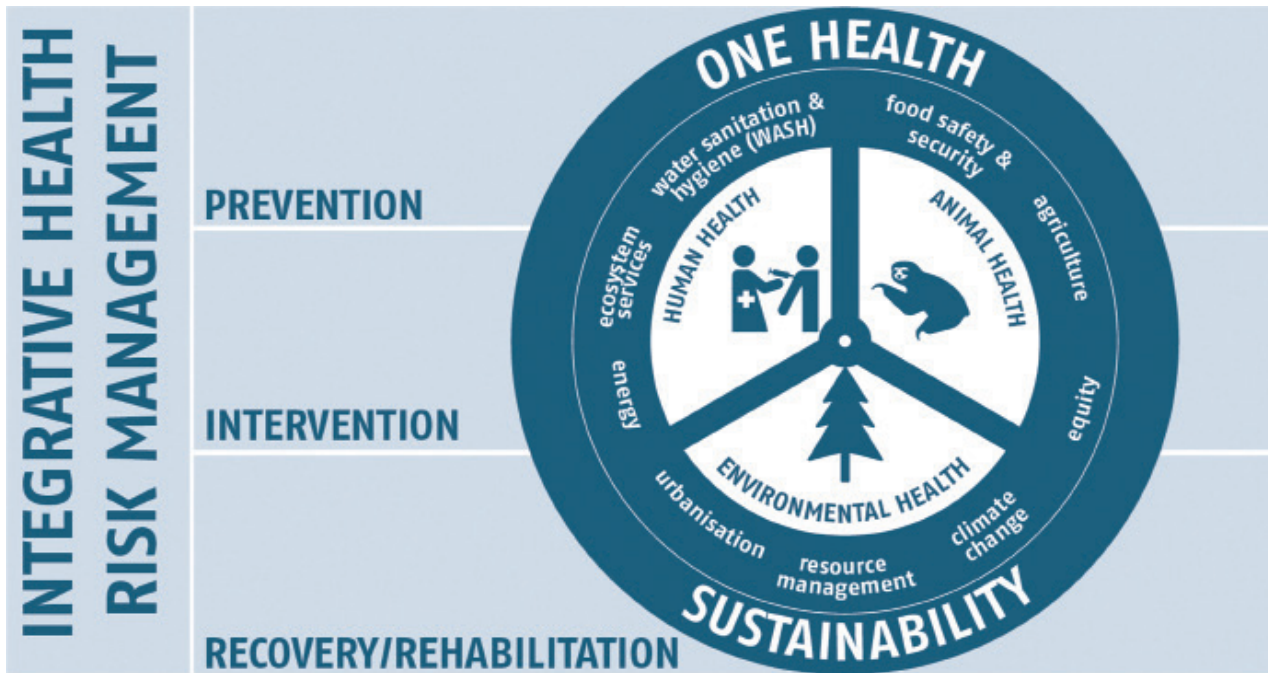 INTEGRATIVE HEALTH
RISK MANAGEMENT
PREVENTION
INTERVENTION
RECOVERY/REHABILITATION
ONE HEALTH
water sanitation &
hygiene (WASH)
food safety &
security
agriculture
equity
climate
change
resource
management
urbanisation
energy
ecosystem
services
HUMAN HEALTH
ANIMAL HEALTH
ENVIRONMENTAL HEALTH
SUSTAINABILITY